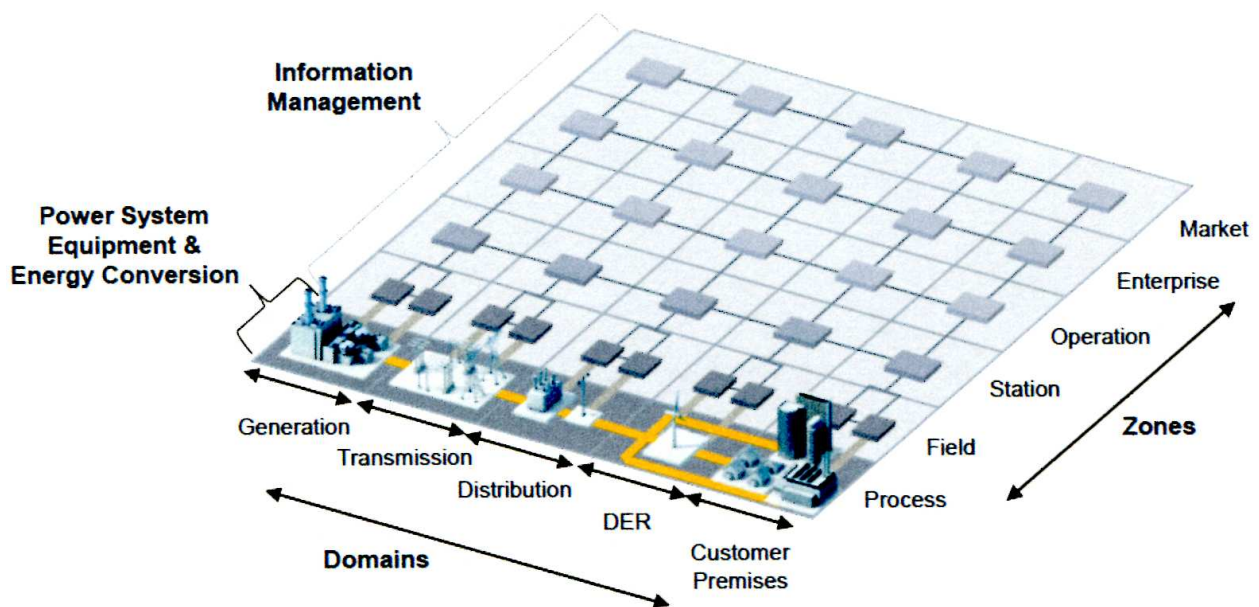 Information
Management
Power System
Equipment &
Energy Conversion
Market
Enterprise
Operation
Station
Zones
Field
Process
Generation
Transmission
Distribution
DER
Customer
Premises
Domains